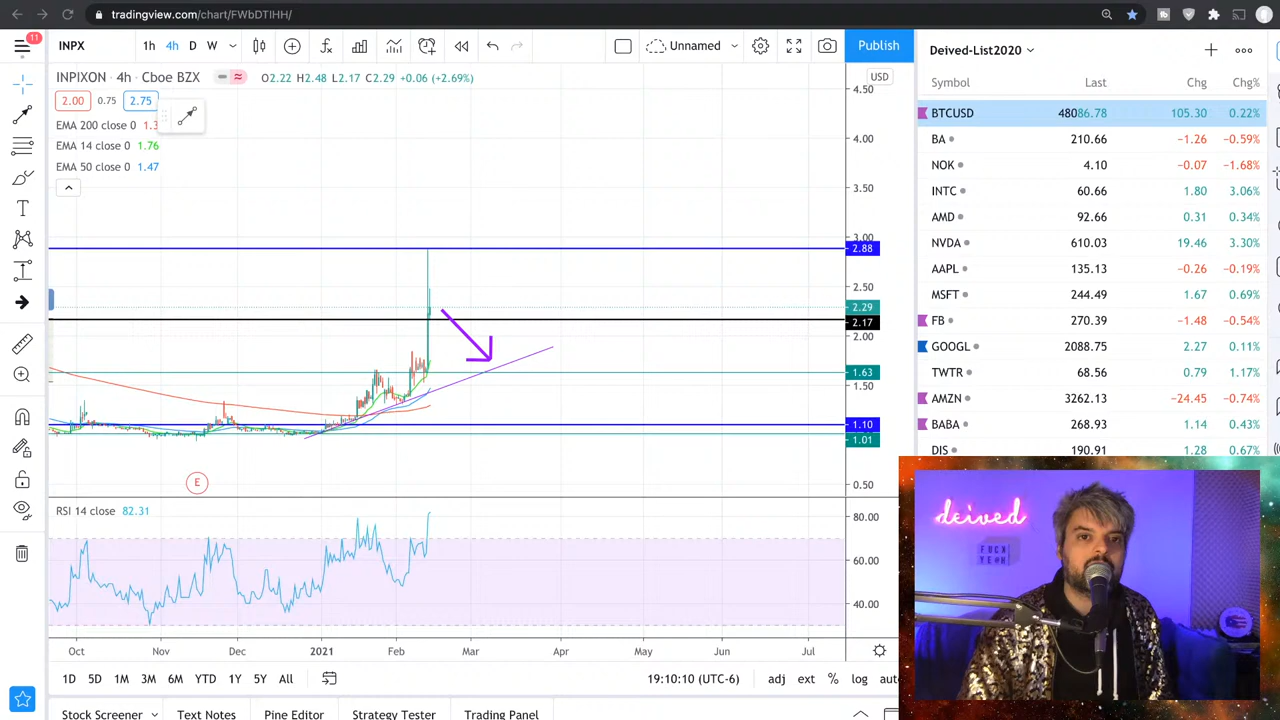 tradingview.com/chart/FWbDTIHH/
11
INPX 1h 4h D W Unnamed Publish
INPIXON · 4h · Cboe BZX O2.22 H2.48 L2.17 C2.29 +0.06 (+2.69%)
2.00 0.75 2.75
EMA 200 close 0
EMA 14 close 0 1.76
EMA 50 close 0 1.47
USD
4.50
4.00
3.50
3.00
2.88
2.50
2.29
2.17
2.00
1.63
1.50
1.10
1.01
0.50
E
RSI 14 close 82.31
80.00
60.00
40.00
Oct Nov Dec 2021 Feb Mar Apr May Jun Jul
1D 5D 1M 3M 6M YTD 1Y 5Y All 19:10:10 (UTC-6) adj ext % log
Stock Screener Text Notes Pine Editor Strategy Tester Trading Panel
Deived-List2020
Symbol Last Chg Chg%
BTCUSD 48086.78 105.30 0.22%
BA 210.66 −1.26 −0.59%
NOK 4.10 −0.07 −1.68%
INTC 60.66 1.80 3.06%
AMD 92.66 0.31 0.34%
NVDA 610.03 19.46 3.30%
AAPL 135.13 −0.26 −0.19%
MSFT 244.49 1.67 0.69%
FB 270.39 −1.48 −0.54%
GOOGL 2088.75 2.27 0.11%
TWTR 68.56 0.79 1.17%
AMZN 3262.13 −24.45 −0.74%
BABA 268.93 1.14 0.43%
DIS 190.91 1.28 0.67%
deived
FUCK
YEAH